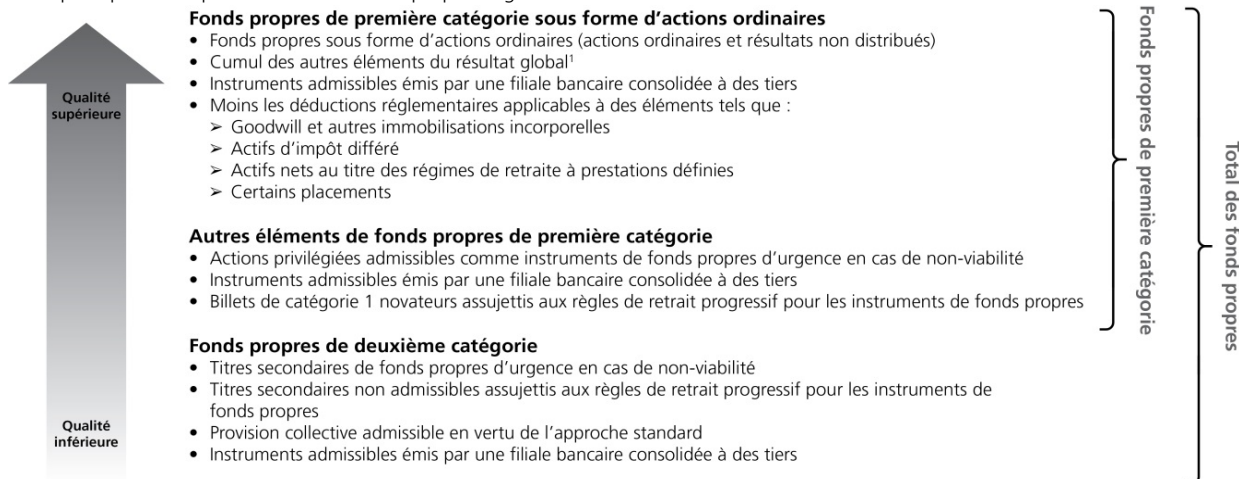 Fonds propres de première catégorie sous forme d'actions ordinaires
• Fonds propres sous forme d'actions ordinaires (actions ordinaires et résultats non distribués)
• Cumul des autres éléments du résultat global¹
• Instruments admissibles émis par une filiale bancaire consolidée à des tiers
• Moins les déductions réglementaires applicables à des éléments tels que :
➢ Goodwill et autres immobilisations incorporelles
➢ Actifs d'impôt différé
➢ Actifs nets au titre des régimes de retraite à prestations définies
➢ Certains placements
Autres éléments de fonds propres de première catégorie
• Actions privilégiées admissibles comme instruments de fonds propres d'urgence en cas de non-viabilité
• Instruments admissibles émis par une filiale bancaire consolidée à des tiers
• Billets de catégorie 1 novateurs assujettis aux règles de retrait progressif pour les instruments de fonds propres
Fonds propres de deuxième catégorie
• Titres secondaires de fonds propres d'urgence en cas de non-viabilité
• Titres secondaires non admissibles assujettis aux règles de retrait progressif pour les instruments de
fonds propres
• Provision collective admissible en vertu de l'approche standard
• Instruments admissibles émis par une filiale bancaire consolidée à des tiers
Qualité
supérieure
Qualité
inférieure
Fonds propres de première catégorie
Total des fonds propres